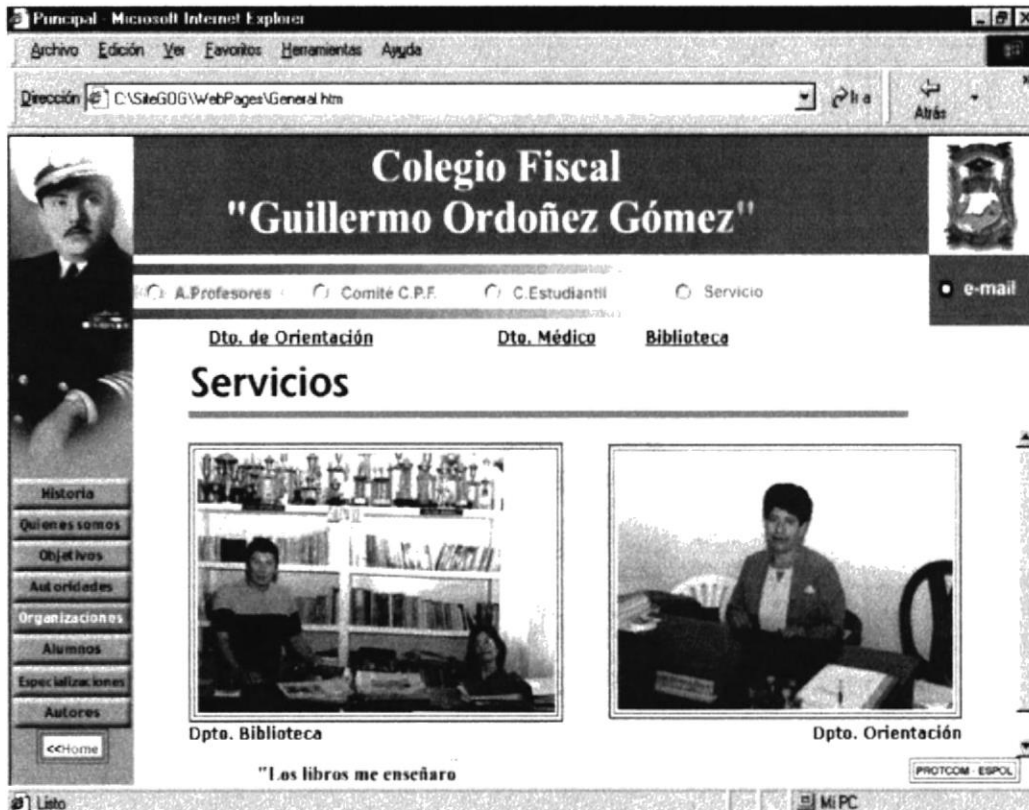 Principal - Microsoft Internet Explorer
Archivo Edición Ver Favoritos Herramientas Ayuda
Dirección C:\SiteGOG\WebPages\General.htm Ir a Atrás
Colegio Fiscal
"Guillermo Ordoñez Gómez"
A.Profesores Comité C.P.F. C.Estudiantil Servicio e-mail
Dto. de Orientación Dto. Médico Biblioteca
Servicios
Historia
Quienes somos
Objetivos
Autoridades
Organizaciones
Alumnos
Especializaciones
Autores
<<Home
Dpto. Biblioteca Dpto. Orientación
"Los libros me enseñaro
PROTCOM - ESPOL
Listo Mi PC